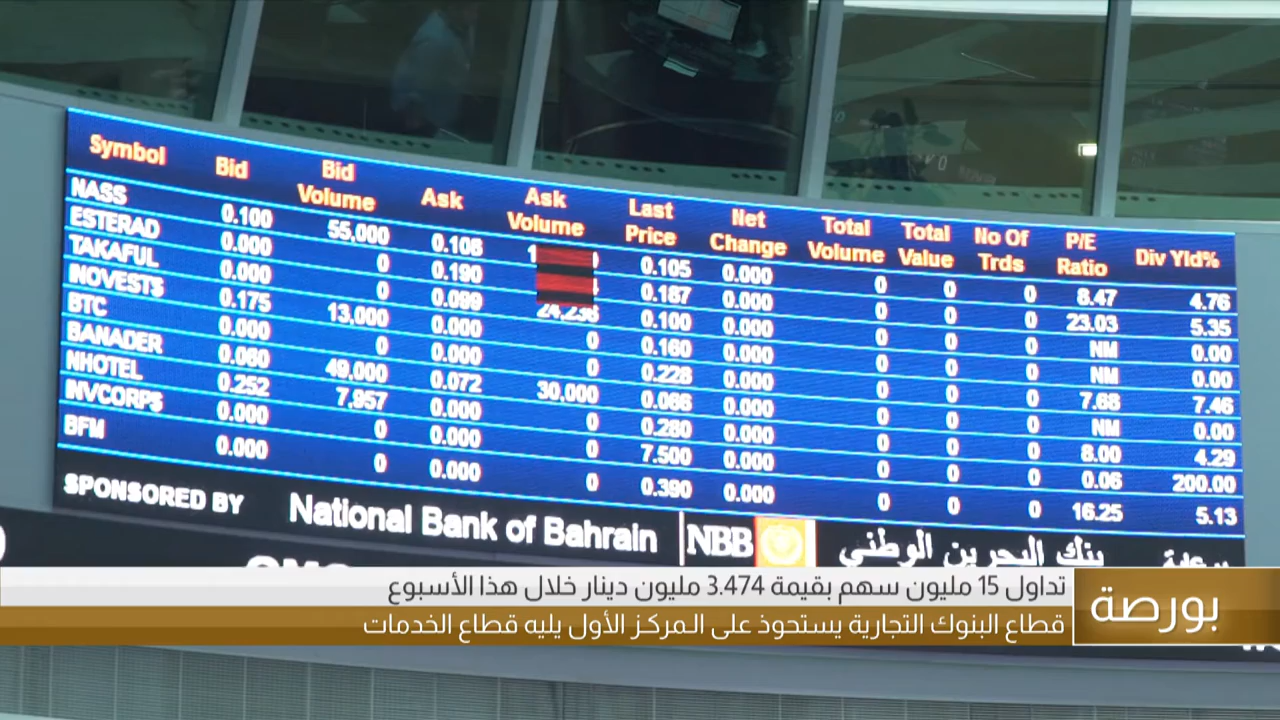 Symbol Bid Bid Volume Ask Ask Volume Last Price Net Change Total Volume Total Value No Of Trds P/E Ratio Div Yld%
NASS 0.100 55,000 0.106 0.105 0.000 0 0 0 8.47 4.76
ESTERAD 0.000 0 0.190 0.187 0.000 0 0 0 23.03 5.35
TAKAFUL 0.000 0 0.099 0.100 0.000 0 0 0 NM 0.00
INOVEST$ 0.175 13,000 0.000 0 0.160 0.000 0 0 0 NM 0.00
BTC 0.000 0 0.000 0 0.228 0.000 0 0 0 7.68 7.46
BANADER 0.060 49,000 0.072 30,000 0.066 0.000 0 0 0 NM 0.00
NHOTEL 0.252 7,957 0.000 0 0.280 0.000 0 0 0 8.00 4.29
INVCORP$ 0.000 0 0.000 0 7.500 0.000 0 0 0 0.06 200.00
BFM 0.000 0 0.000 0 0.390 0.000 0 0 0 16.25 5.13
SPONSORED BY National Bank of Bahrain NBB بنك البحرين الوطني برعاية
بورصة
تداول 15 مليون سهم بقيمة 3.474 مليون دينار خلال هذا الأسبوع
قطاع البنوك التجارية يستحوذ على المركز الأول يليه قطاع الخدمات